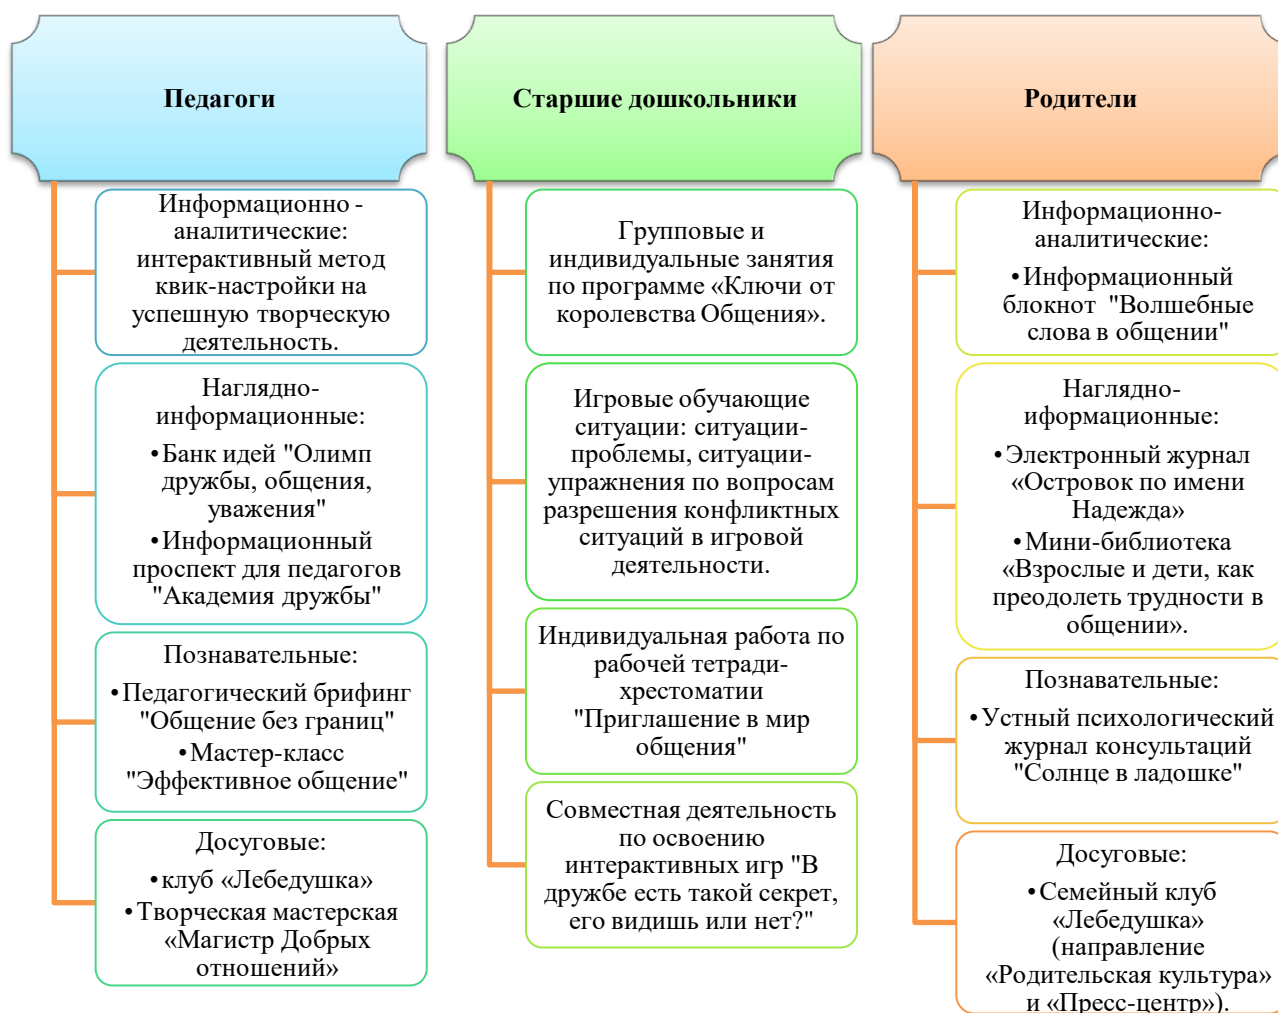 Педагоги
Информационно -
аналитические:
интерактивный метод
квик-настройки на
успешную творческую
деятельность.
Наглядно-
информационные:
•Банк идей "Олимп
дружбы, общения,
уважения"
•Информационный
проспект для педагогов
"Академия дружбы"
Познавательные:
•Педагогический брифинг
"Общение без границ"
•Мастер-класс
"Эффективное общение"
Досуговые:
•клуб «Лебедушка»
•Творческая мастерская
«Магистр Добрых
отношений»
Старшие дошкольники
Групповые и
индивидуальные занятия
по программе «Ключи от
королевства Общения».
Игровые обучающие
ситуации: ситуации-
проблемы, ситуации-
упражнения по вопросам
разрешения конфликтных
ситуаций в игровой
деятельности.
Индивидуальная работа по
рабочей тетради-
хрестоматии
"Приглашение в мир
общения"
Совместная деятельность
по освоению
интерактивных игр "В
дружбе есть такой секрет,
его видишь или нет?"
Родители
Информационно-
аналитические:
•Информационный
блокнот "Волшебные
слова в общении"
Наглядно-
иформационные:
•Электронный журнал
«Островок по имени
Надежда»
•Мини-библиотека
«Взрослые и дети, как
преодолеть трудности в
общении».
Познавательные:
•Устный психологический
журнал консультаций
"Солнце в ладошке"
Досуговые:
•Семейный клуб
«Лебедушка»
(направление
«Родительская культура»
и «Пресс-центр»).